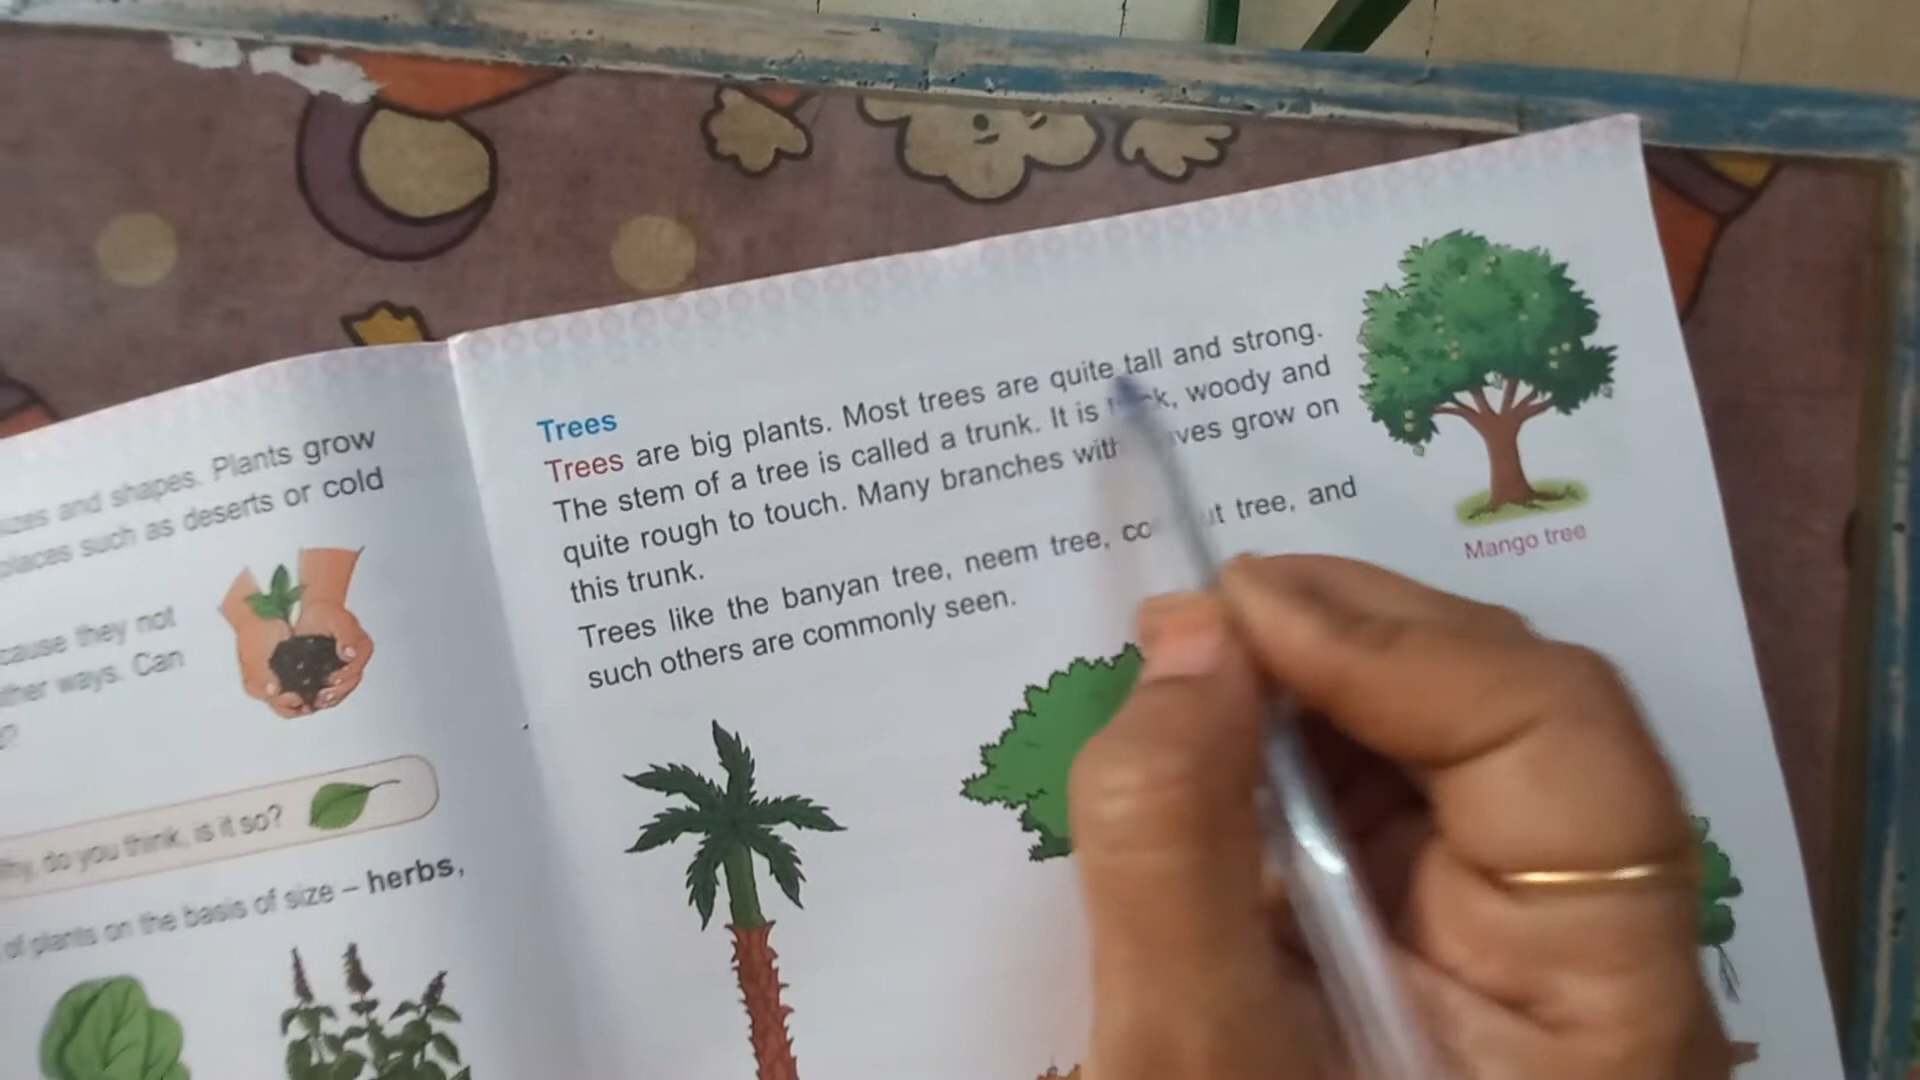 sizes and shapes. Plants grow
places such as deserts or cold
cause they not
other ways. Can
why, do you think, is it so?
of plants on the basis of size – herbs,
Trees
Trees are big plants. Most trees are quite tall and strong.
The stem of a tree is called a trunk. It is woody and
quite rough to touch. Many branches with grow on
this trunk.
Trees like the banyan tree, neem tree, tree, and
such others are commonly seen.
Mango tree